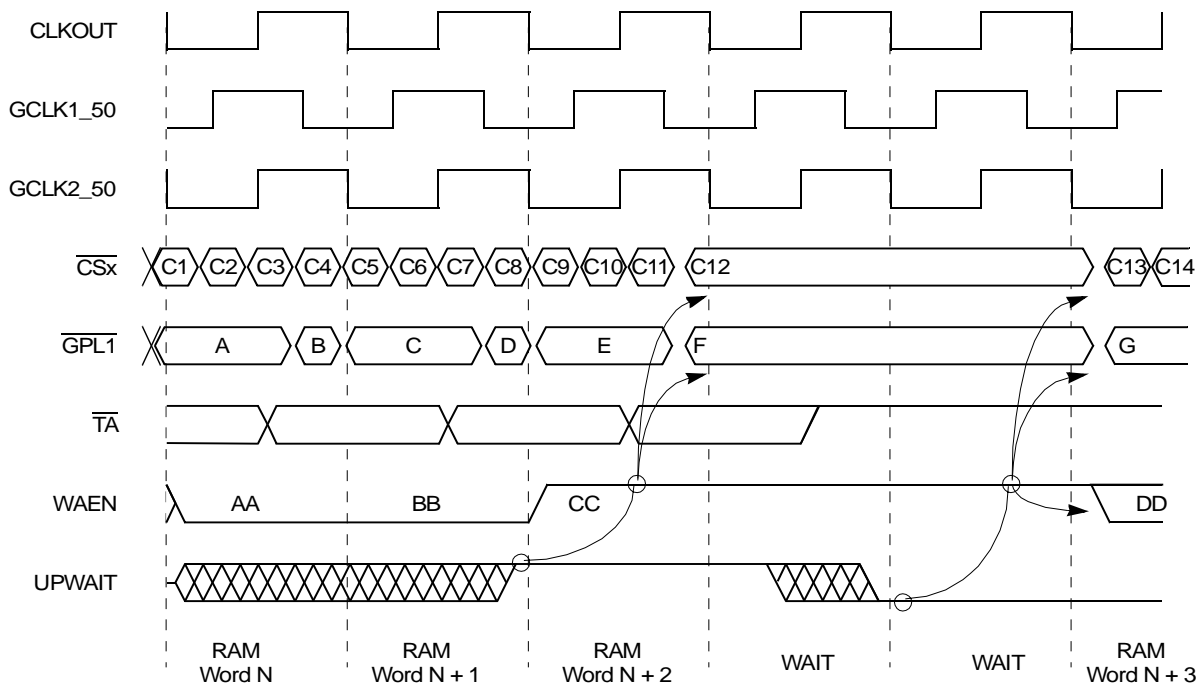 CLKOUT
GCLK1_50
GCLK2_50
CSx C1 C2 C3 C4 C5 C6 C7 C8 C9 C10 C11 C12 C13 C14
GPL1 A B C D E F G
TA
WAEN AA BB CC DD
UPWAIT
RAM RAM RAM WAIT WAIT RAM
Word N Word N + 1 Word N + 2 Word N + 3